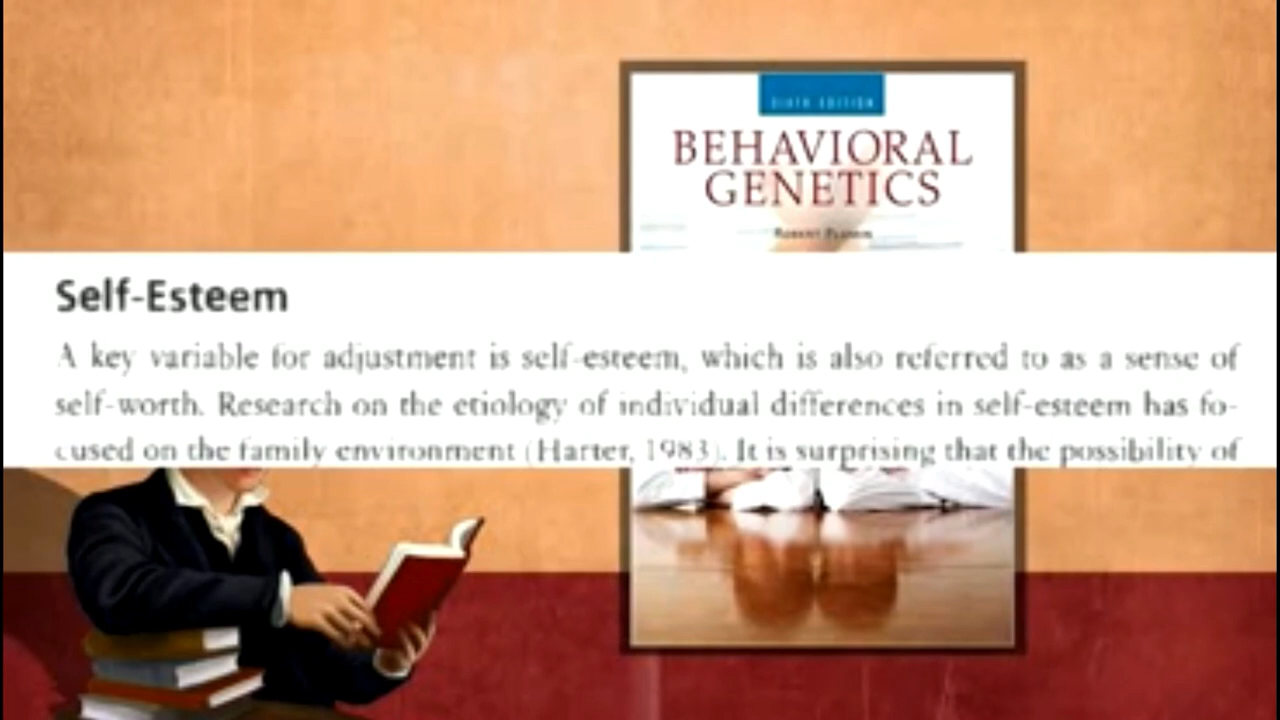 SIXTH EDITION
BEHAVIORAL
GENETICS
ROBERT PLOMIN
Self-Esteem
A key variable for adjustment is self-esteem, which is also referred to as a sense of
self-worth. Research on the etiology of individual differences in self-esteem has fo-
cused on the family environment (Harter, 1983). It is surprising that the possibility of